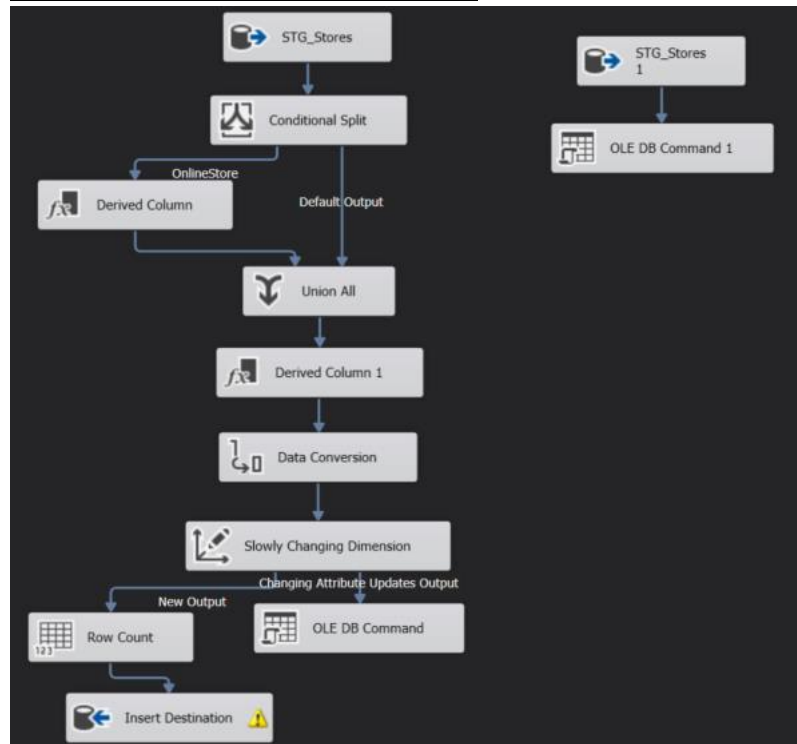 STG_Stores
STG_Stores
1
Conditional Split
OLE DB Command 1
OnlineStore
Derived Column
Default Output
Union All
Derived Column 1
Data Conversion
Slowly Changing Dimension
Changing Attribute Updates Output
New Output
Row Count
123
OLE DB Command
Insert Destination